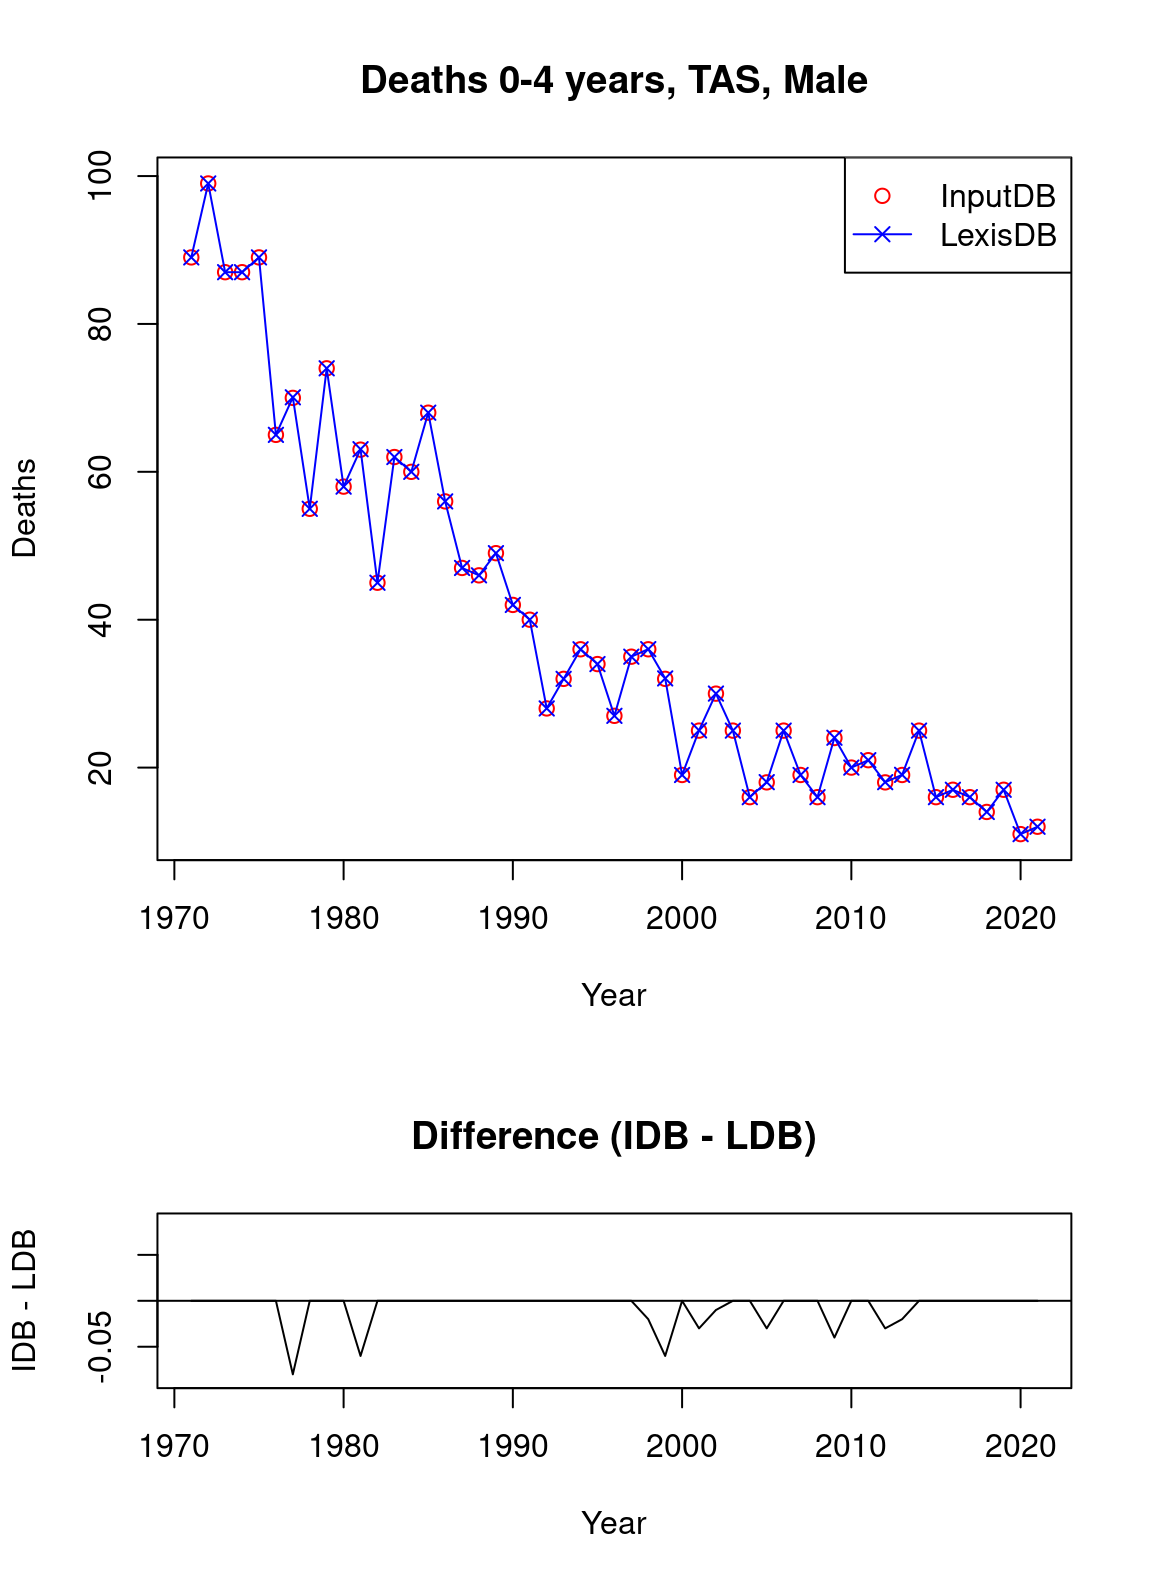 Deaths 0-4 years, TAS, Male
InputDB
LexisDB
Deaths
100
80
60
40
20
1970 1980 1990 2000 2010 2020
Year
Difference (IDB - LDB)
IDB - LDB
-0.05
1970 1980 1990 2000 2010 2020
Year